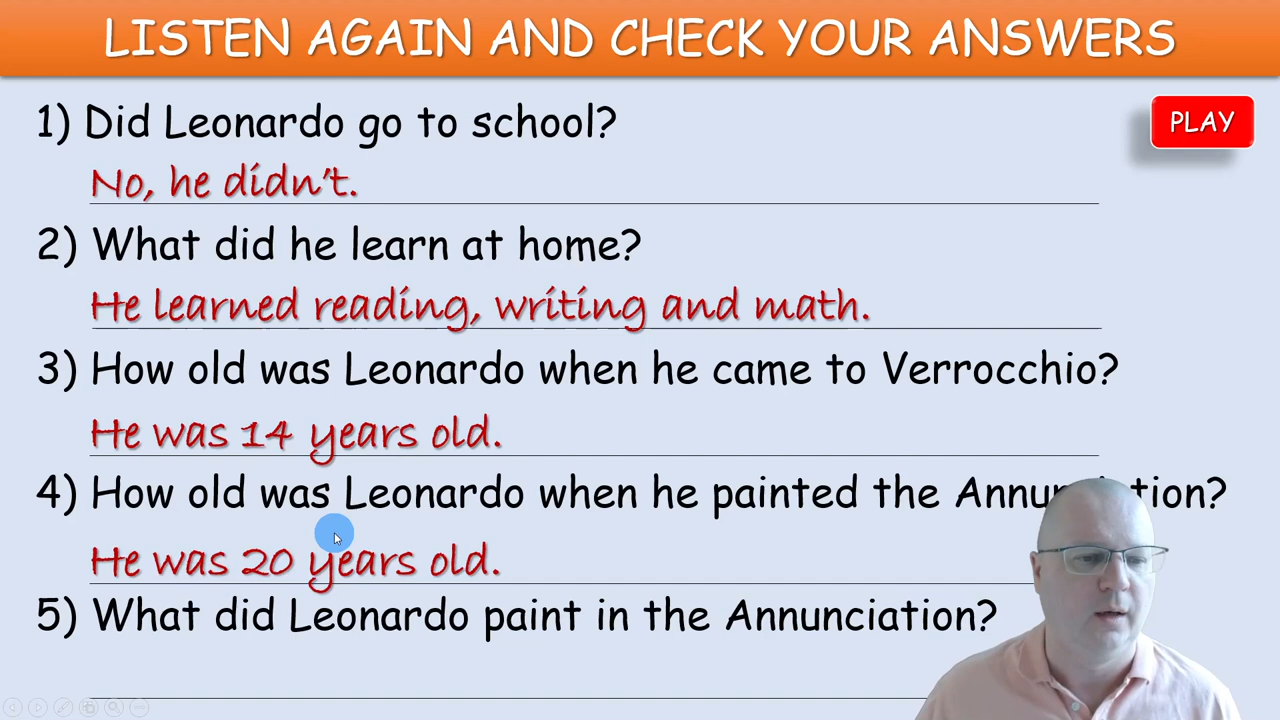 LISTEN AGAIN AND CHECK YOUR ANSWERS
1) Did Leonardo go to school?
PLAY
No, he didn't.
2) What did he learn at home?
He learned reading, writing and math.
3) How old was Leonardo when he came to Verrocchio?
He was 14 years old.
4) How old was Leonardo when he painted the Annunciation?
He was 20 years old.
5) What did Leonardo paint in the Annunciation?